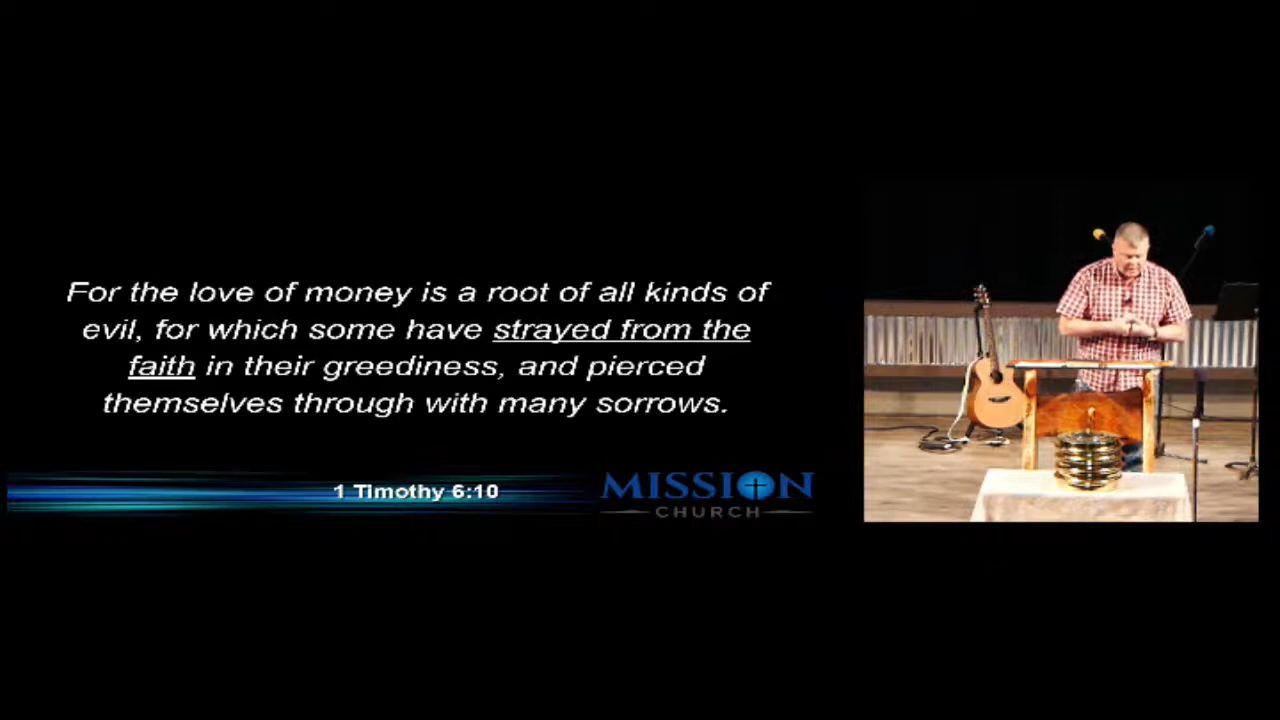 For the love of money is a root of all kinds of
evil, for which some have strayed from the
faith in their greediness, and pierced
themselves through with many sorrows.
1 Timothy 6:10
MISSION
CHURCH